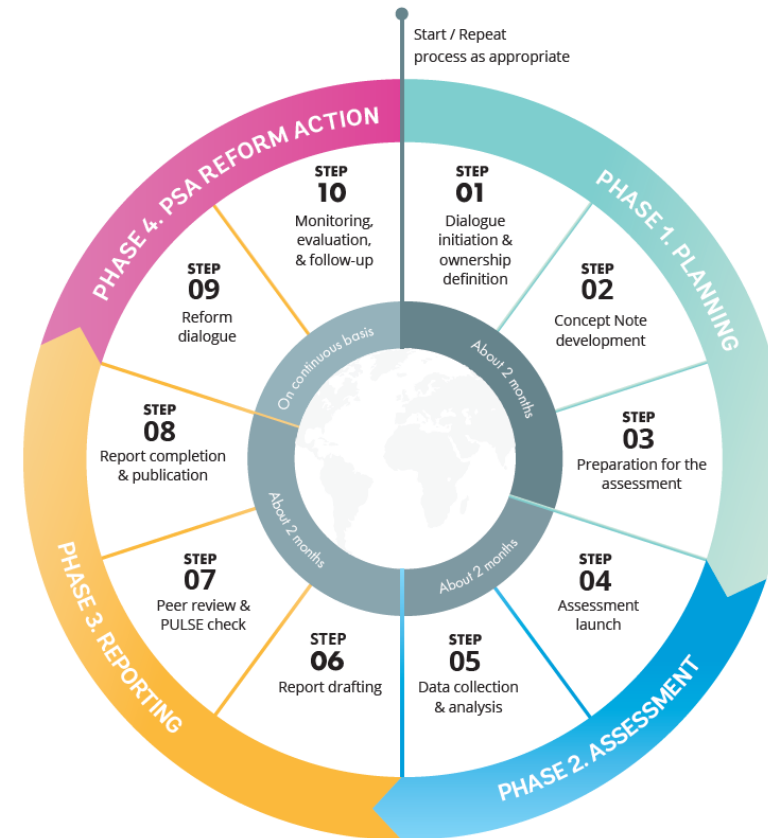 Start / Repeat
process as appropriate
PHASE 1. PLANNING
STEP
01
Dialogue
initiation &
ownership
definition
STEP
02
Concept Note
development
STEP
03
Preparation for the
assessment
About 2 months
PHASE 2. ASSESSMENT
STEP
04
Assessment
launch
STEP
05
Data collection
& analysis
About 2 months
PHASE 3. REPORTING
STEP
06
Report drafting
STEP
07
Peer review &
PULSE check
STEP
08
Report completion
& publication
About 2 months
PHASE 4. PSA REFORM ACTION
STEP
09
Reform
dialogue
STEP
10
Monitoring,
evaluation,
& follow-up
On continuous basis